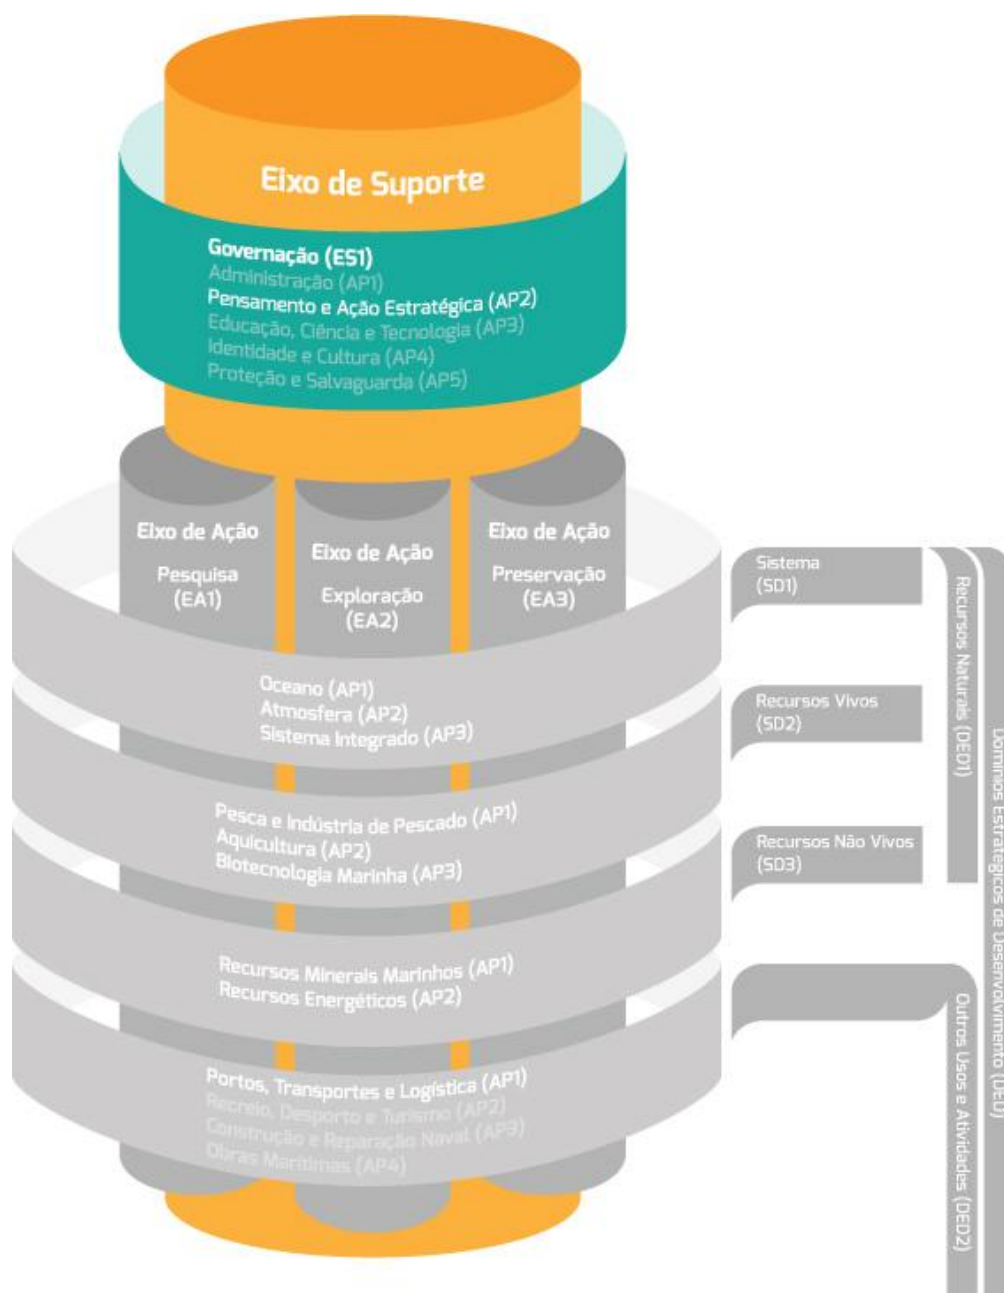 Eixo de Suporte
Governação (ES1)
Administração (AP1)
Pensamento e Ação Estratégica (AP2)
Educação, Ciência e Tecnologia (AP3)
Identidade e Cultura (AP4)
Proteção e Salvaguarda (AP5)
Eixo de Ação
Pesquisa
(EA1)
Eixo de Ação
Exploração
(EA2)
Eixo de Ação
Preservação
(EA3)
Oceano (AP1)
Atmosfera (AP2)
Sistema Integrado (AP3)
Pesca e Indústria de Pescado (AP1)
Aquicultura (AP2)
Biotecnologia Marinha (AP3)
Recursos Minerais Marinhos (AP1)
Recursos Energéticos (AP2)
Portos, Transportes e Logística (AP1)
Recreio, Desporto e Turismo (AP2)
Construção e Reparação Naval (AP3)
Obras Marítimas (AP4)
Sistema
(SD1)
Recursos Vivos
(SD2)
Recursos Não Vivos
(SD3)
Recursos Naturais (DED1)
Outros Usos e Atividades (DED2)
Domínios Estratégicos de Desenvolvimento (DED)